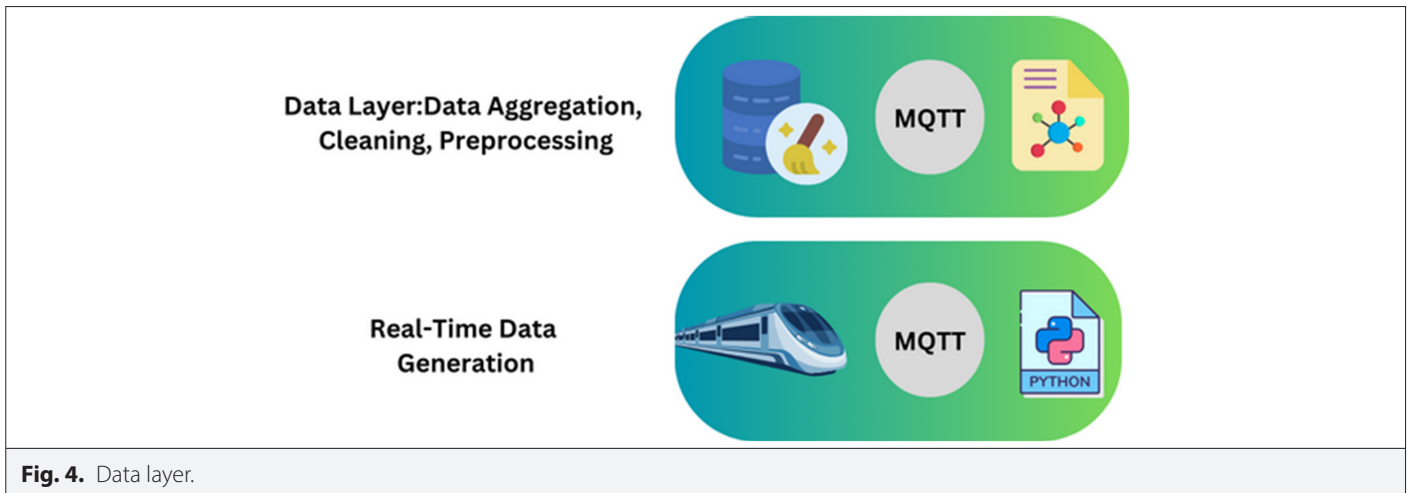 Data Layer:Data Aggregation,
Cleaning, Preprocessing
MQTT
Real-Time Data
Generation
MQTT
PYTHON
Fig. 4. Data layer.